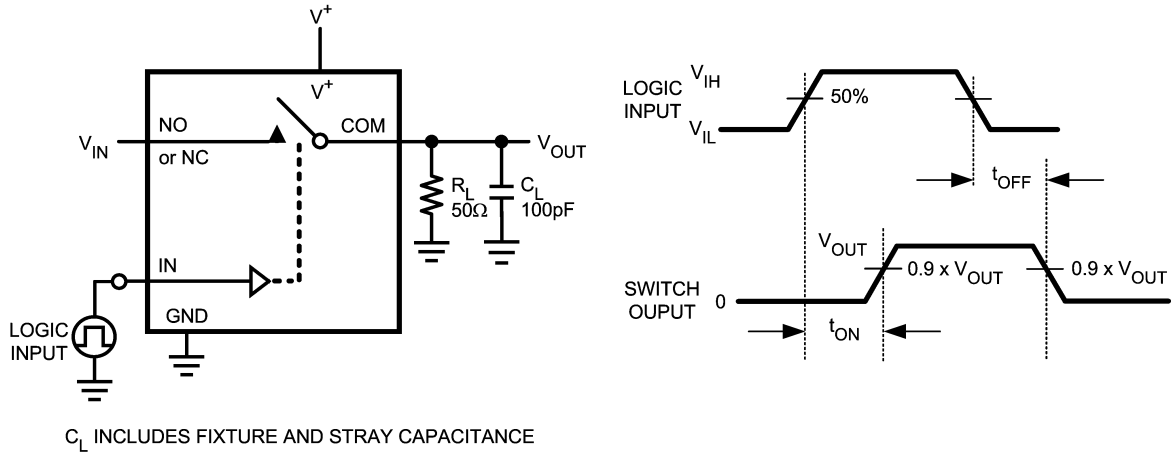 V+
V+
NO
COM
VIN
or NC
VOUT
RL
50Ω
CL
100pF
IN
GND
LOGIC
INPUT
CL INCLUDES FIXTURE AND STRAY CAPACITANCE
VIH
LOGIC
INPUT
50%
VIL
tOFF
VOUT
0.9 x VOUT
0.9 x VOUT
SWITCH
OUPUT
0
tON